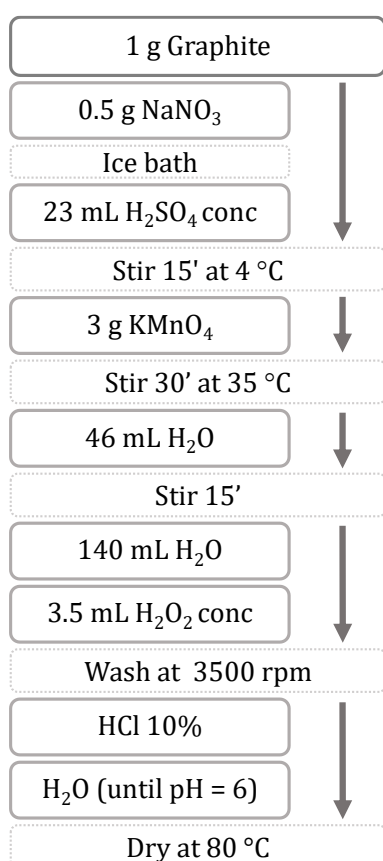 1 g Graphite
0.5 g NaNO₃
Ice bath
23 mL H₂SO₄ conc
Stir 15' at 4 °C
3 g KMnO₄
Stir 30’ at 35 °C
46 mL H₂O
Stir 15’
140 mL H₂O
3.5 mL H₂O₂ conc
Wash at 3500 rpm
HCl 10%
H₂O (until pH = 6)
Dry at 80 °C